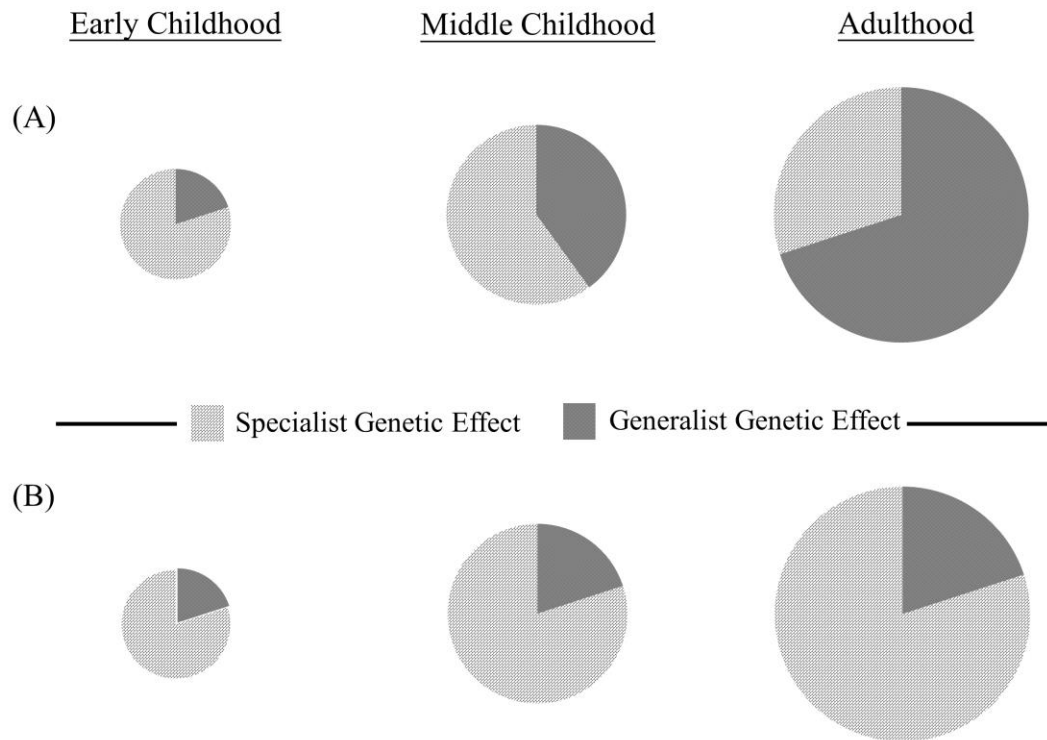 Early Childhood Middle Childhood Adulthood
(A)
Specialist Genetic Effect Generalist Genetic Effect
(B)